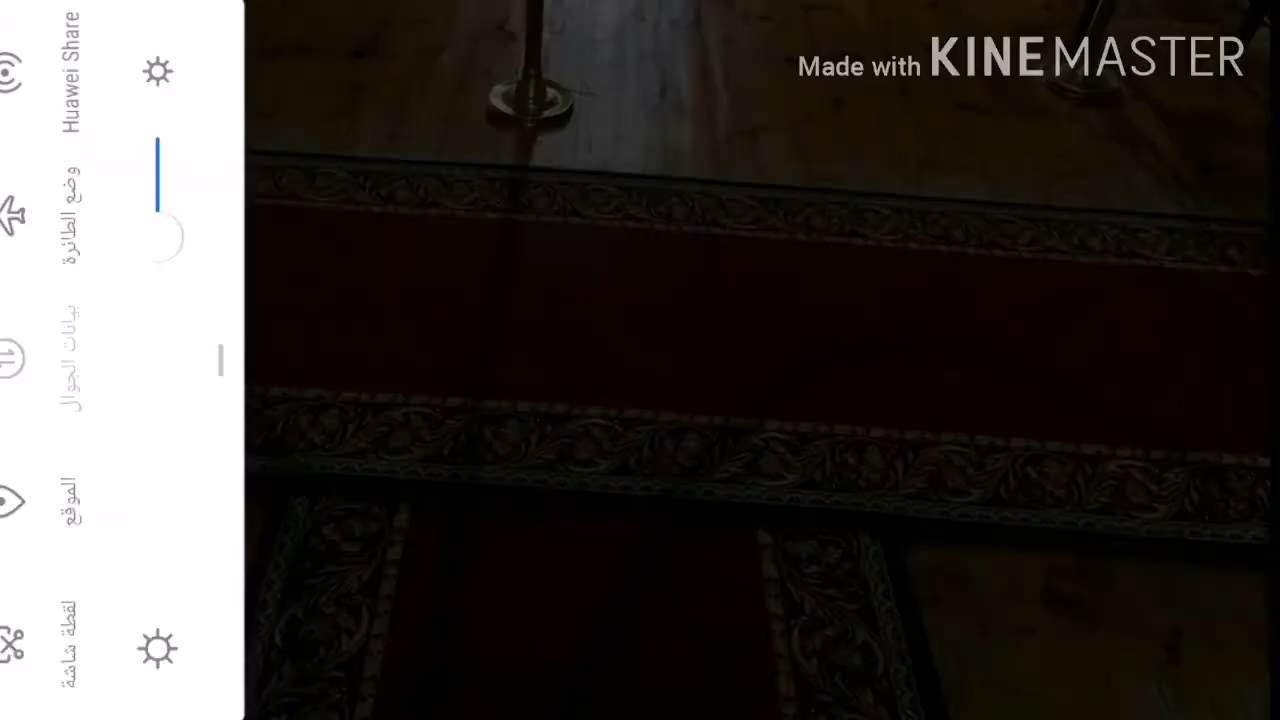 Made with KINEMASTER
Huawei Share
وضع الطائرة
بيانات الجوال
الموقع
لقطة شاشة